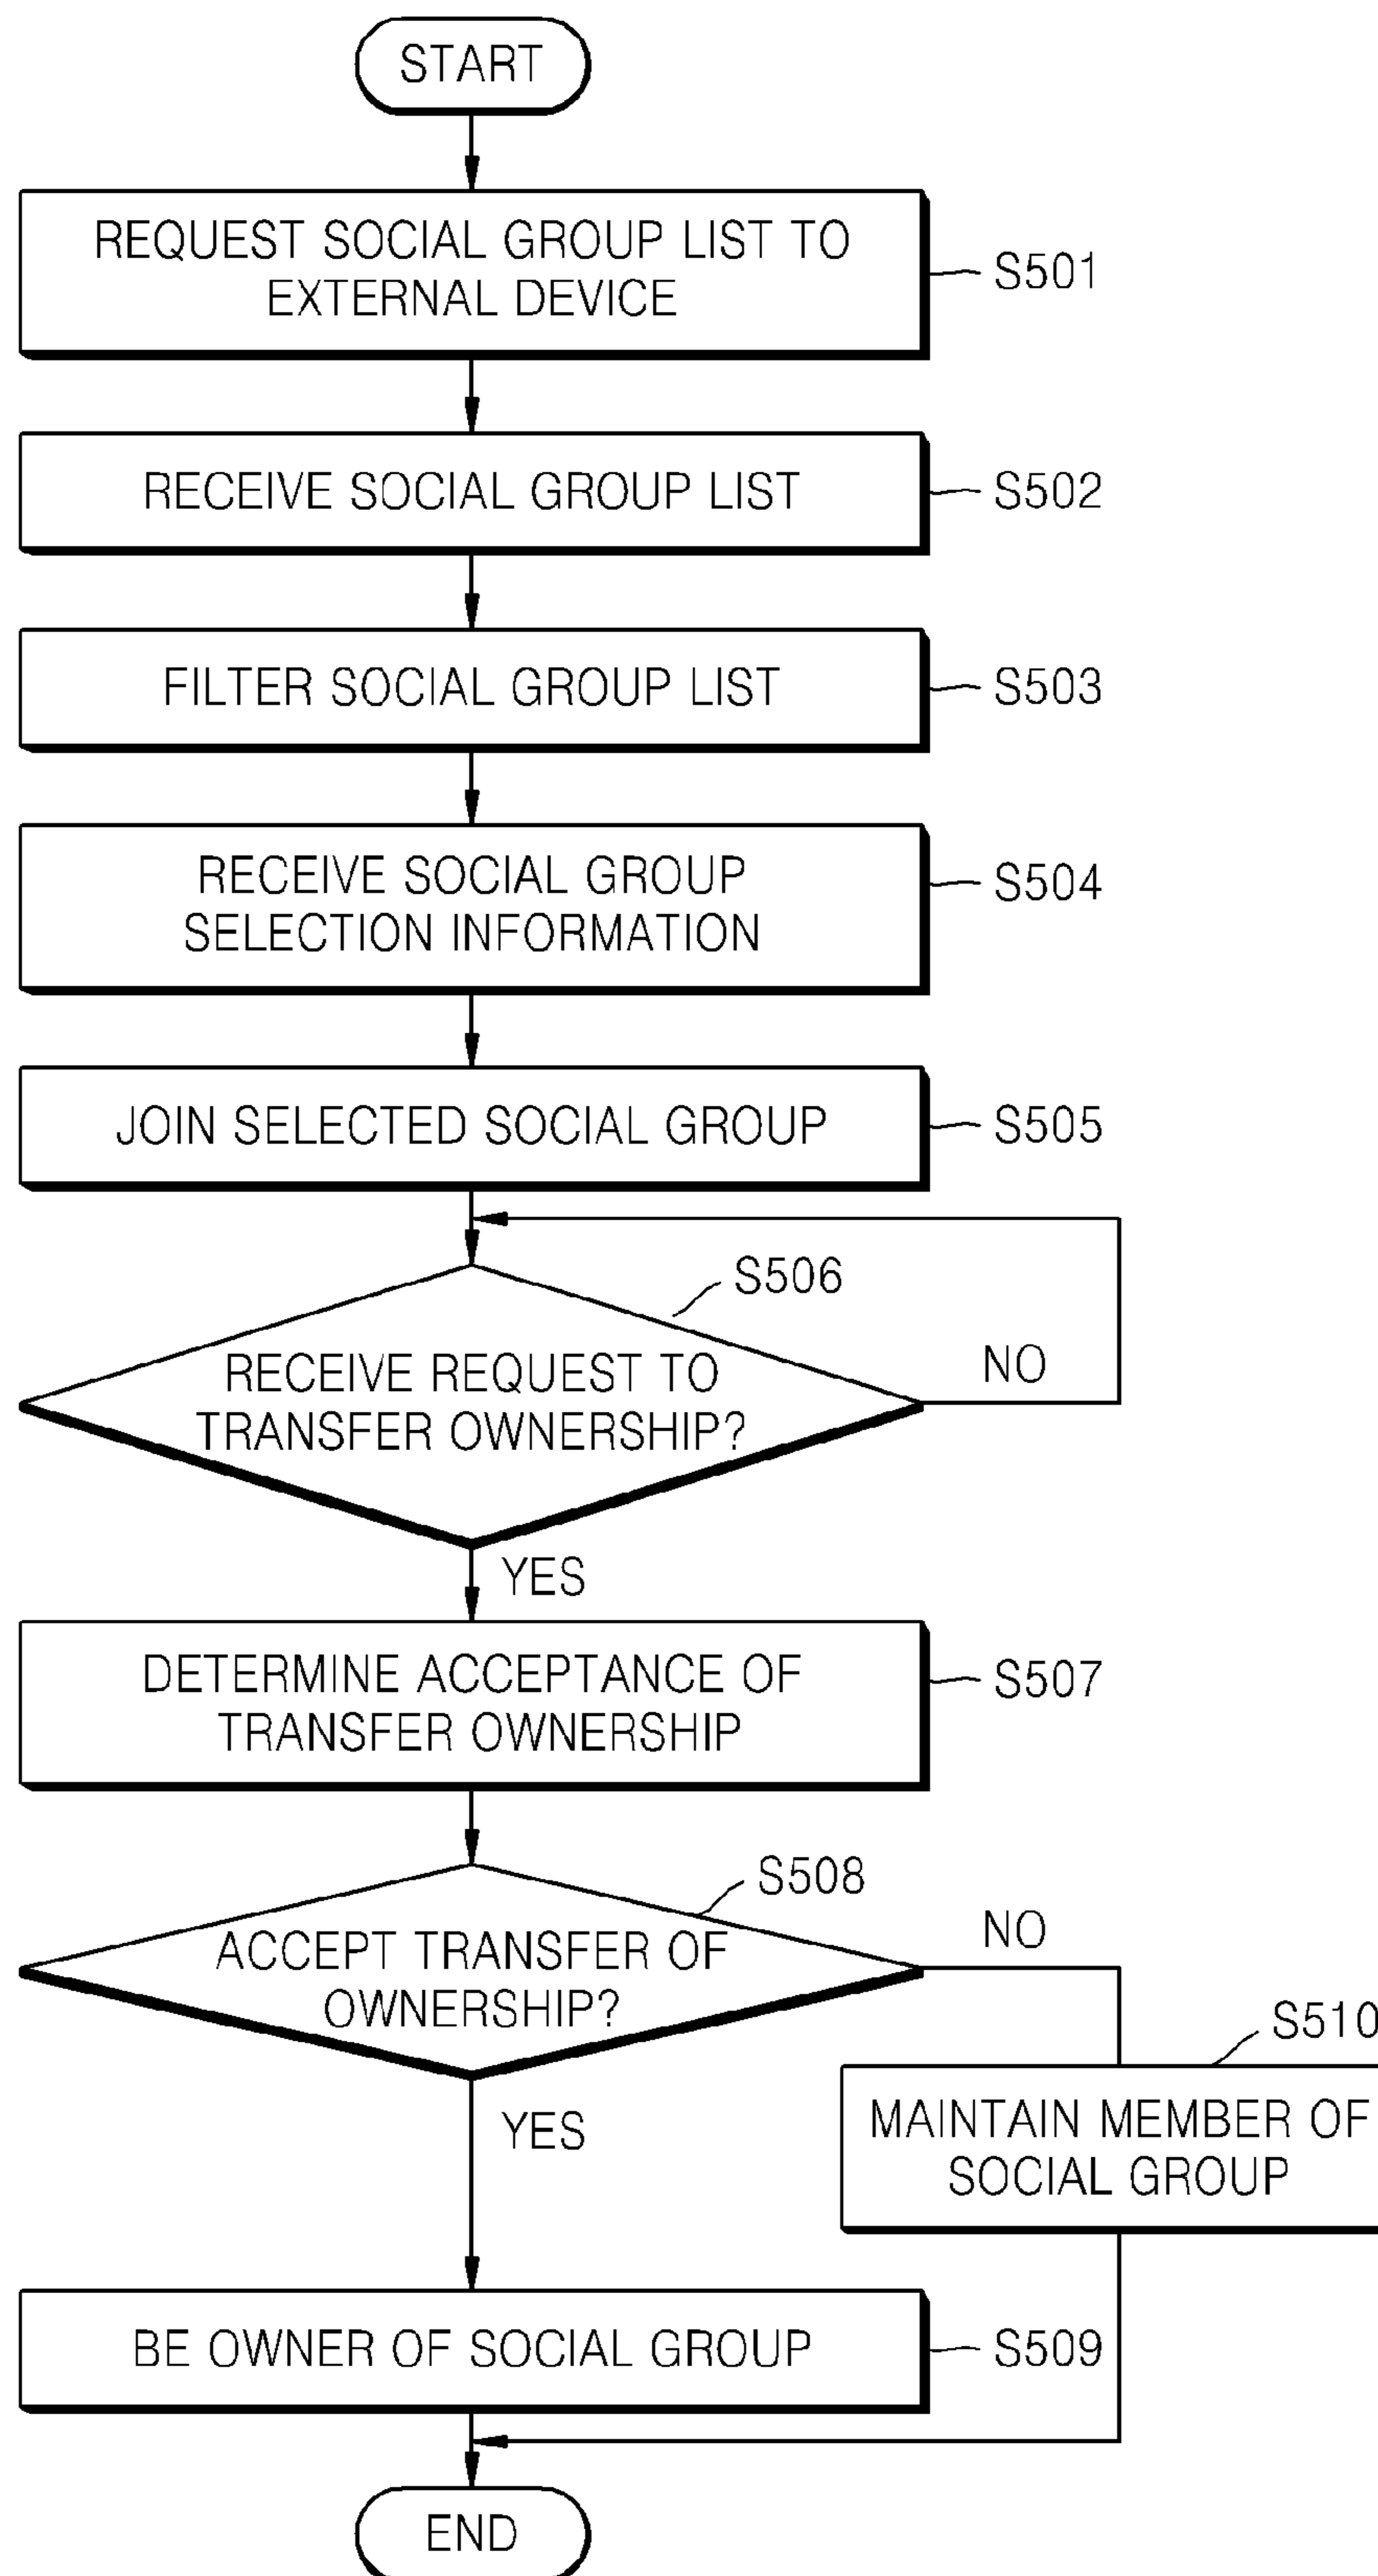 START
REQUEST SOCIAL GROUP LIST TO
EXTERNAL DEVICE
S501
RECEIVE SOCIAL GROUP LIST
S502
FILTER SOCIAL GROUP LIST
S503
RECEIVE SOCIAL GROUP
SELECTION INFORMATION
S504
JOIN SELECTED SOCIAL GROUP
S505
S506
RECEIVE REQUEST TO
TRANSFER OWNERSHIP?
NO
YES
DETERMINE ACCEPTANCE OF
TRANSFER OWNERSHIP
S507
S508
ACCEPT TRANSFER OF
OWNERSHIP?
NO
YES
S510
MAINTAIN MEMBER OF
SOCIAL GROUP
BE OWNER OF SOCIAL GROUP
S509
END